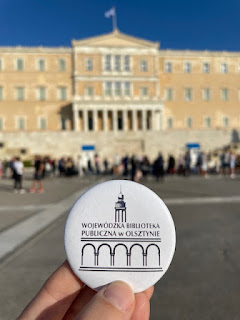 WOJEWÓDZKA BIBLIOTEKA
PUBLICZNA W OLSZTYNIE